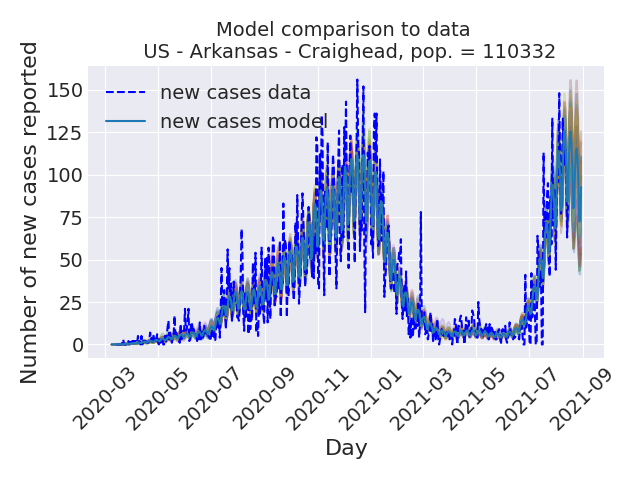 Model comparison to data
US - Arkansas - Craighead, pop. = 110332
new cases data
new cases model
Number of new cases reported
150
125
100
75
50
25
0
2020-03
2020-05
2020-07
2020-09
2020-11
2021-01
2021-03
2021-05
2021-07
2021-09
Day